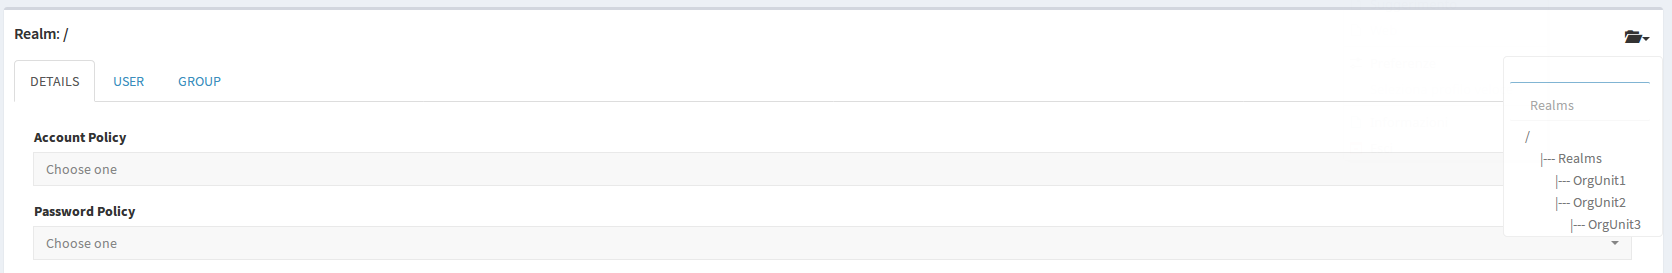 Realm: /
DETAILS USER GROUP
Account Policy
Choose one
Password Policy
Choose one
Realms
/
|--- Realms
|--- OrgUnit1
|--- OrgUnit2
|--- OrgUnit3